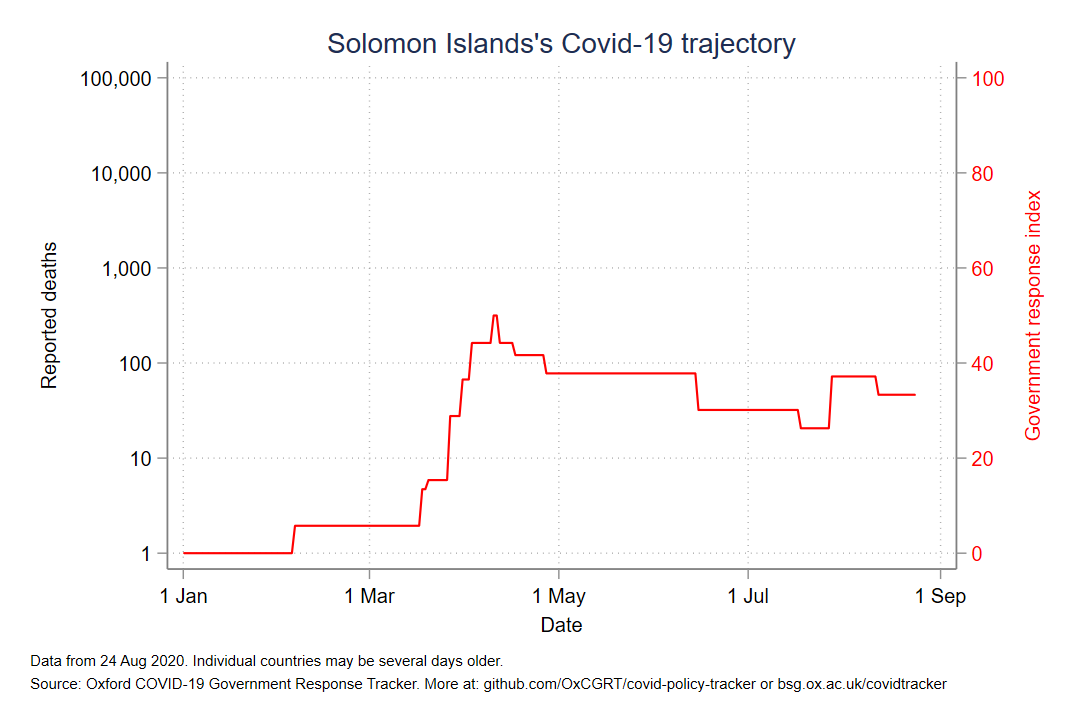 Solomon Islands's Covid-19 trajectory
100,000
10,000
1,000
100
10
1
Reported deaths
100
80
60
40
20
0
Government response index
1 Jan
1 Mar
1 May
1 Jul
1 Sep
Date
Data from 24 Aug 2020. Individual countries may be several days older.
Source: Oxford COVID-19 Government Response Tracker. More at: github.com/OxCGRT/covid-policy-tracker or bsg.ox.ac.uk/covidtracker